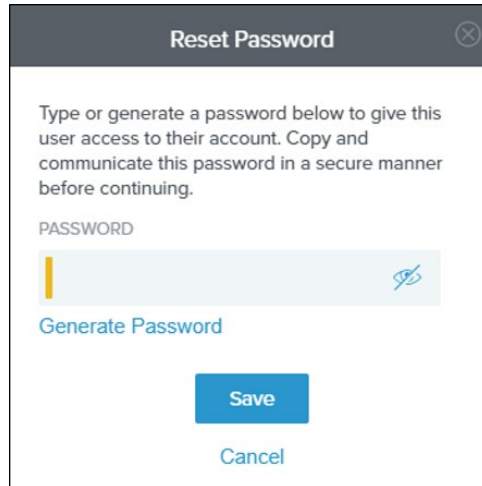 Reset Password
Type or generate a password below to give this
user access to their account. Copy and
communicate this password in a secure manner
before continuing.
PASSWORD
Generate Password
Save
Cancel